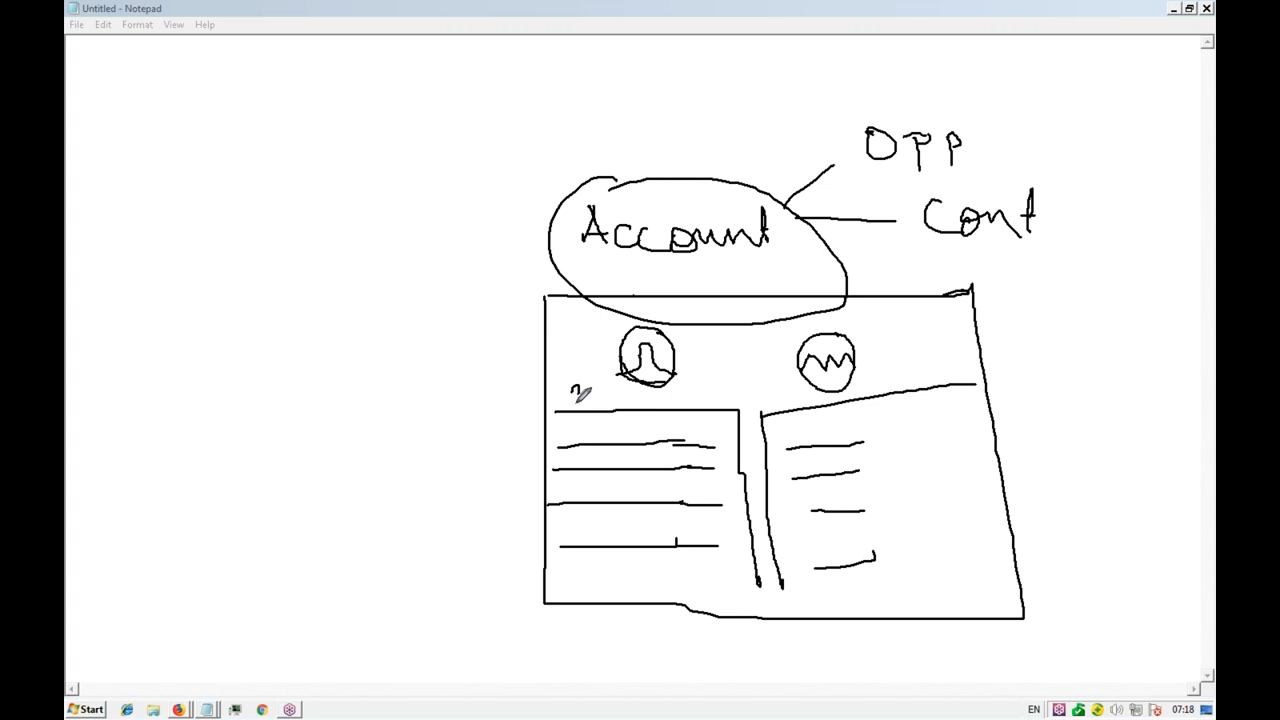 Untitled - Notepad
File Edit Format View Help
OPP
Account
Cont
Start
EN
07:18